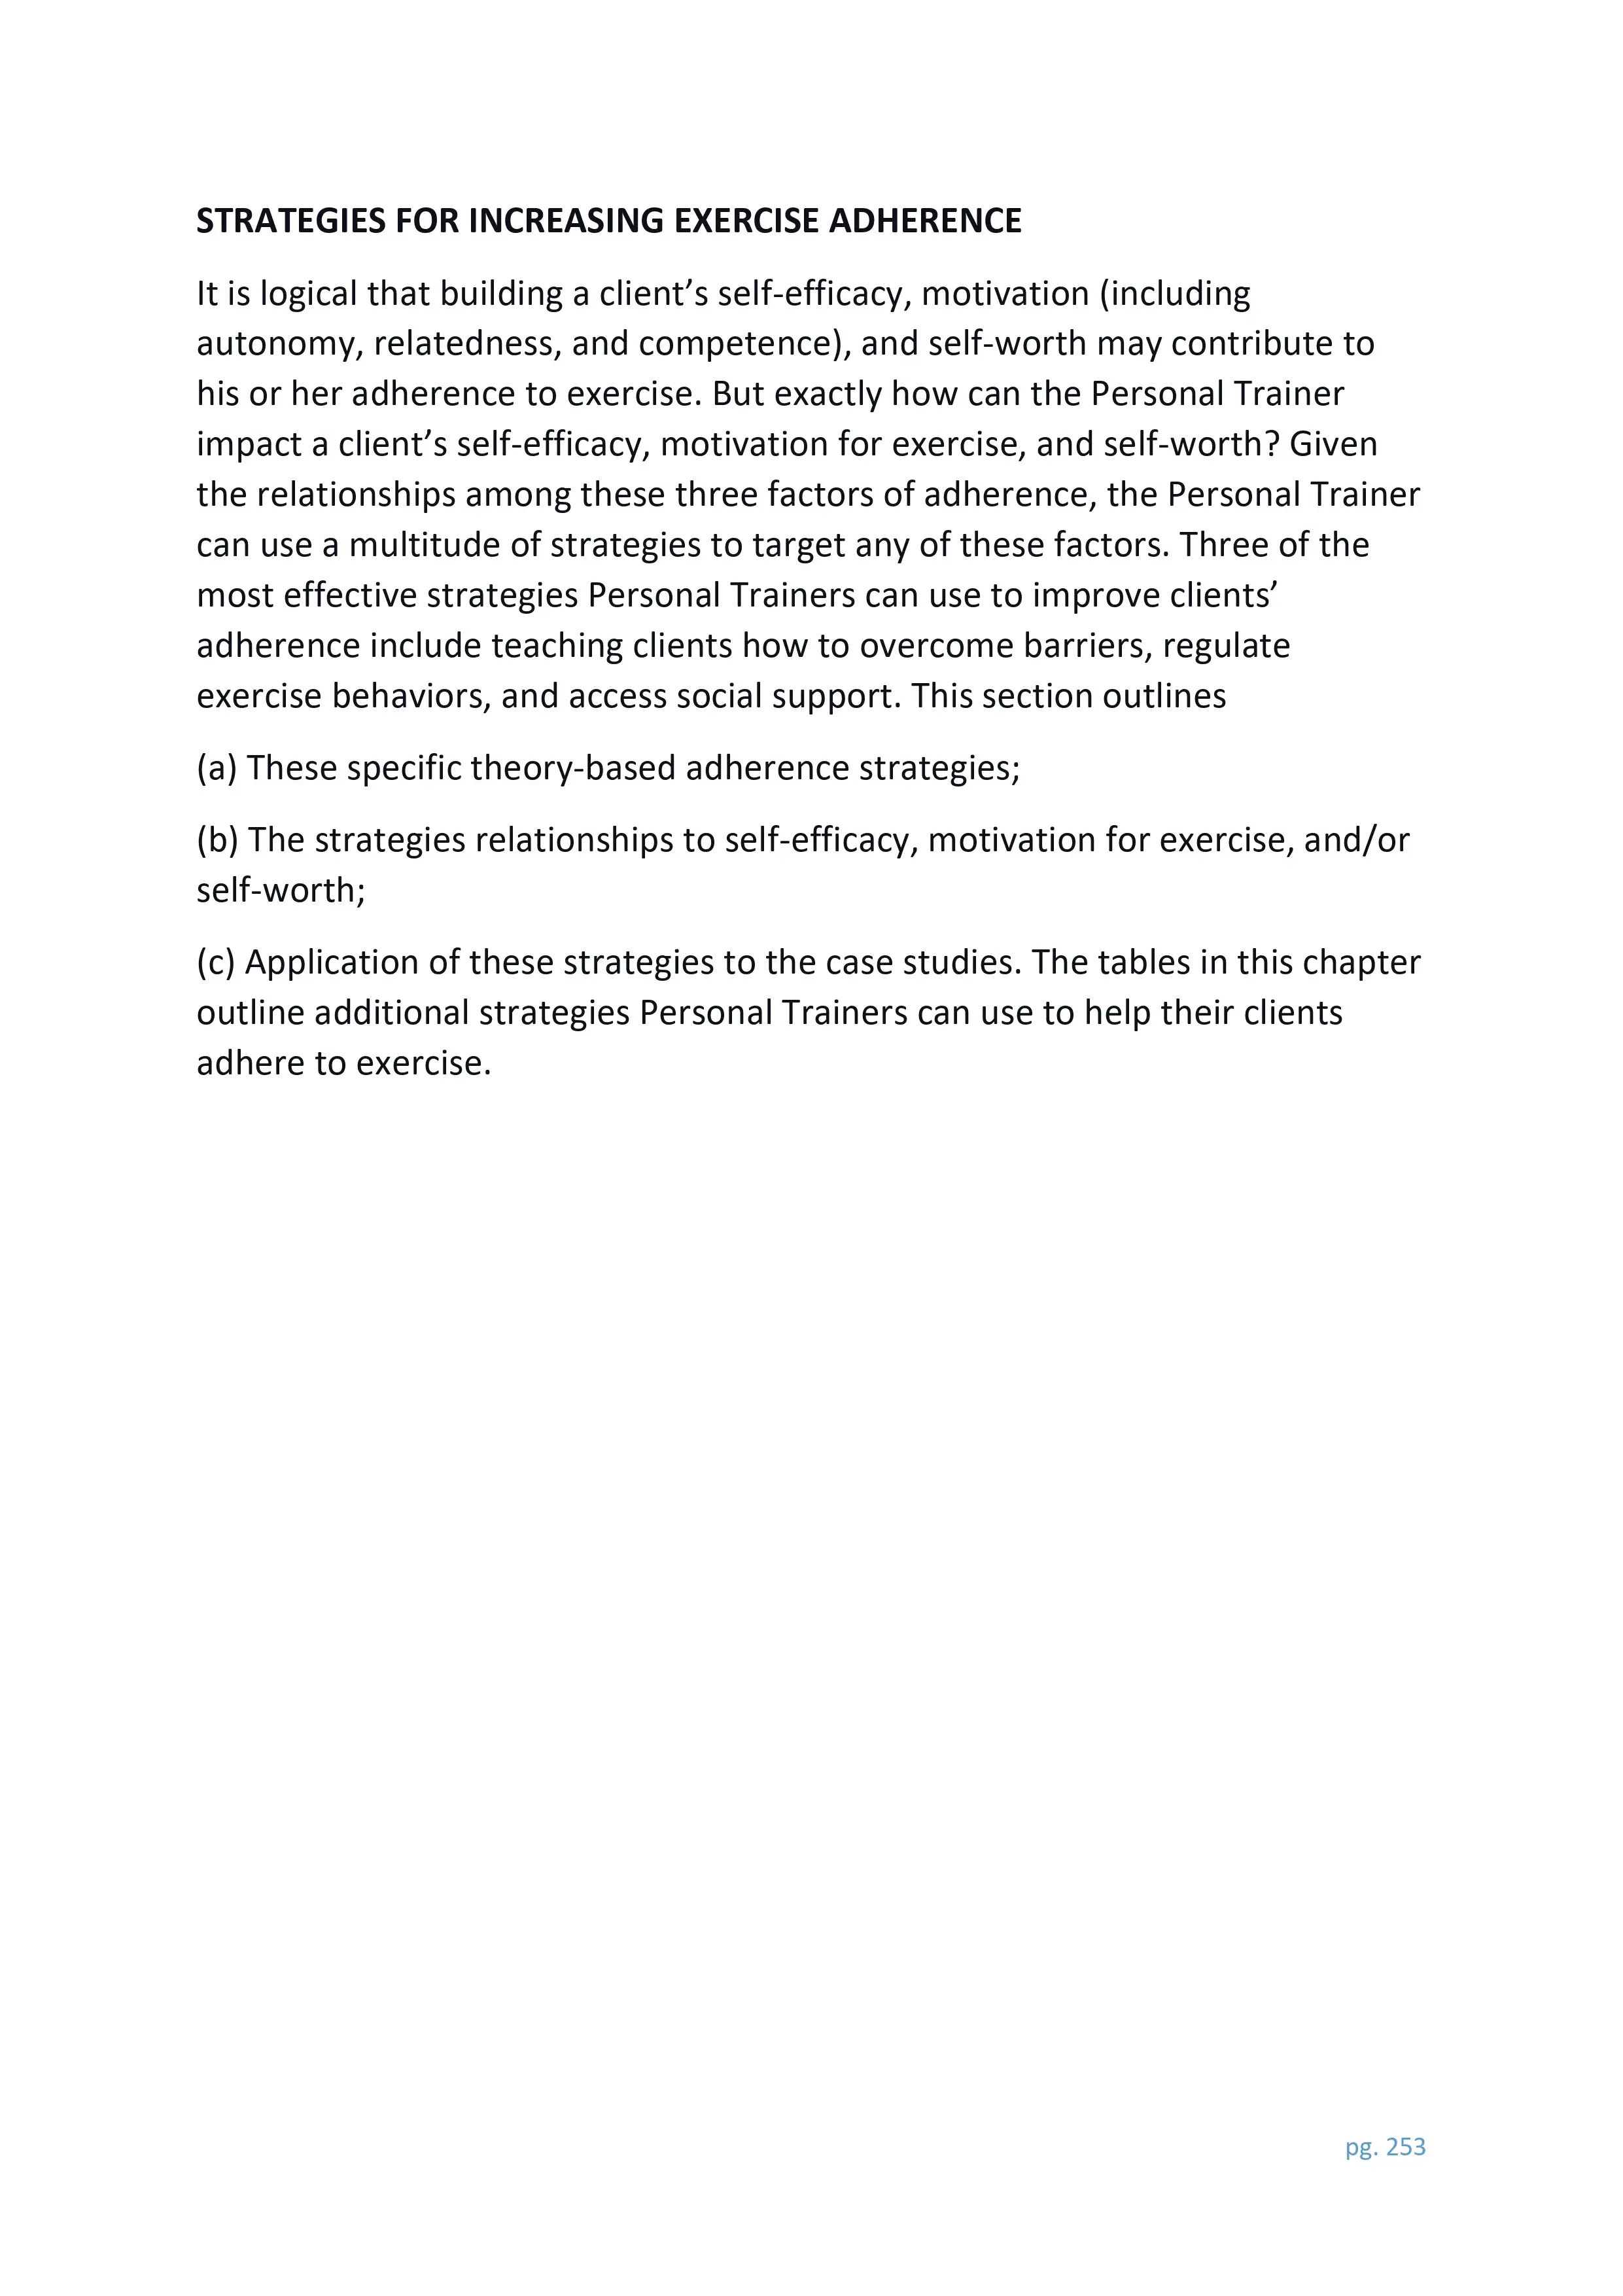 STRATEGIES FOR INCREASING EXERCISE ADHERENCE
It is logical that building a client’s self-efficacy, motivation (including
autonomy, relatedness, and competence), and self-worth may contribute to
his or her adherence to exercise. But exactly how can the Personal Trainer
impact a client’s self-efficacy, motivation for exercise, and self-worth? Given
the relationships among these three factors of adherence, the Personal Trainer
can use a multitude of strategies to target any of these factors. Three of the
most effective strategies Personal Trainers can use to improve clients’
adherence include teaching clients how to overcome barriers, regulate
exercise behaviors, and access social support. This section outlines
(a) These specific theory-based adherence strategies;
(b) The strategies relationships to self-efficacy, motivation for exercise, and/or
self-worth;
(c) Application of these strategies to the case studies. The tables in this chapter
outline additional strategies Personal Trainers can use to help their clients
adhere to exercise.
pg. 253